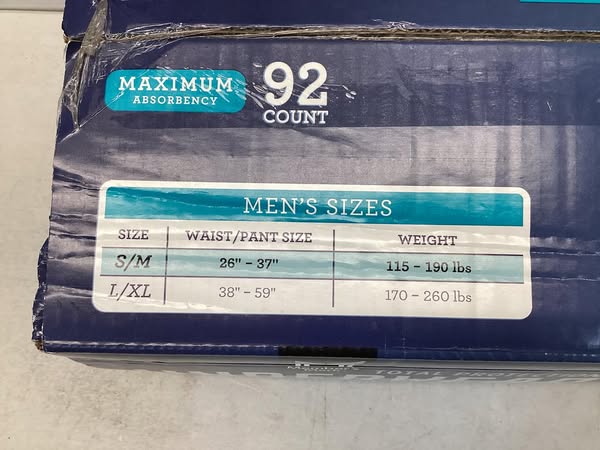 MAXIMUM
ABSORBENCY
92
COUNT
MEN'S SIZES
SIZE WAIST/PANT SIZE WEIGHT
S/M 26" – 37" 115 – 190 lbs
L/XL 38" – 59" 170 – 260 lbs
TOTAL